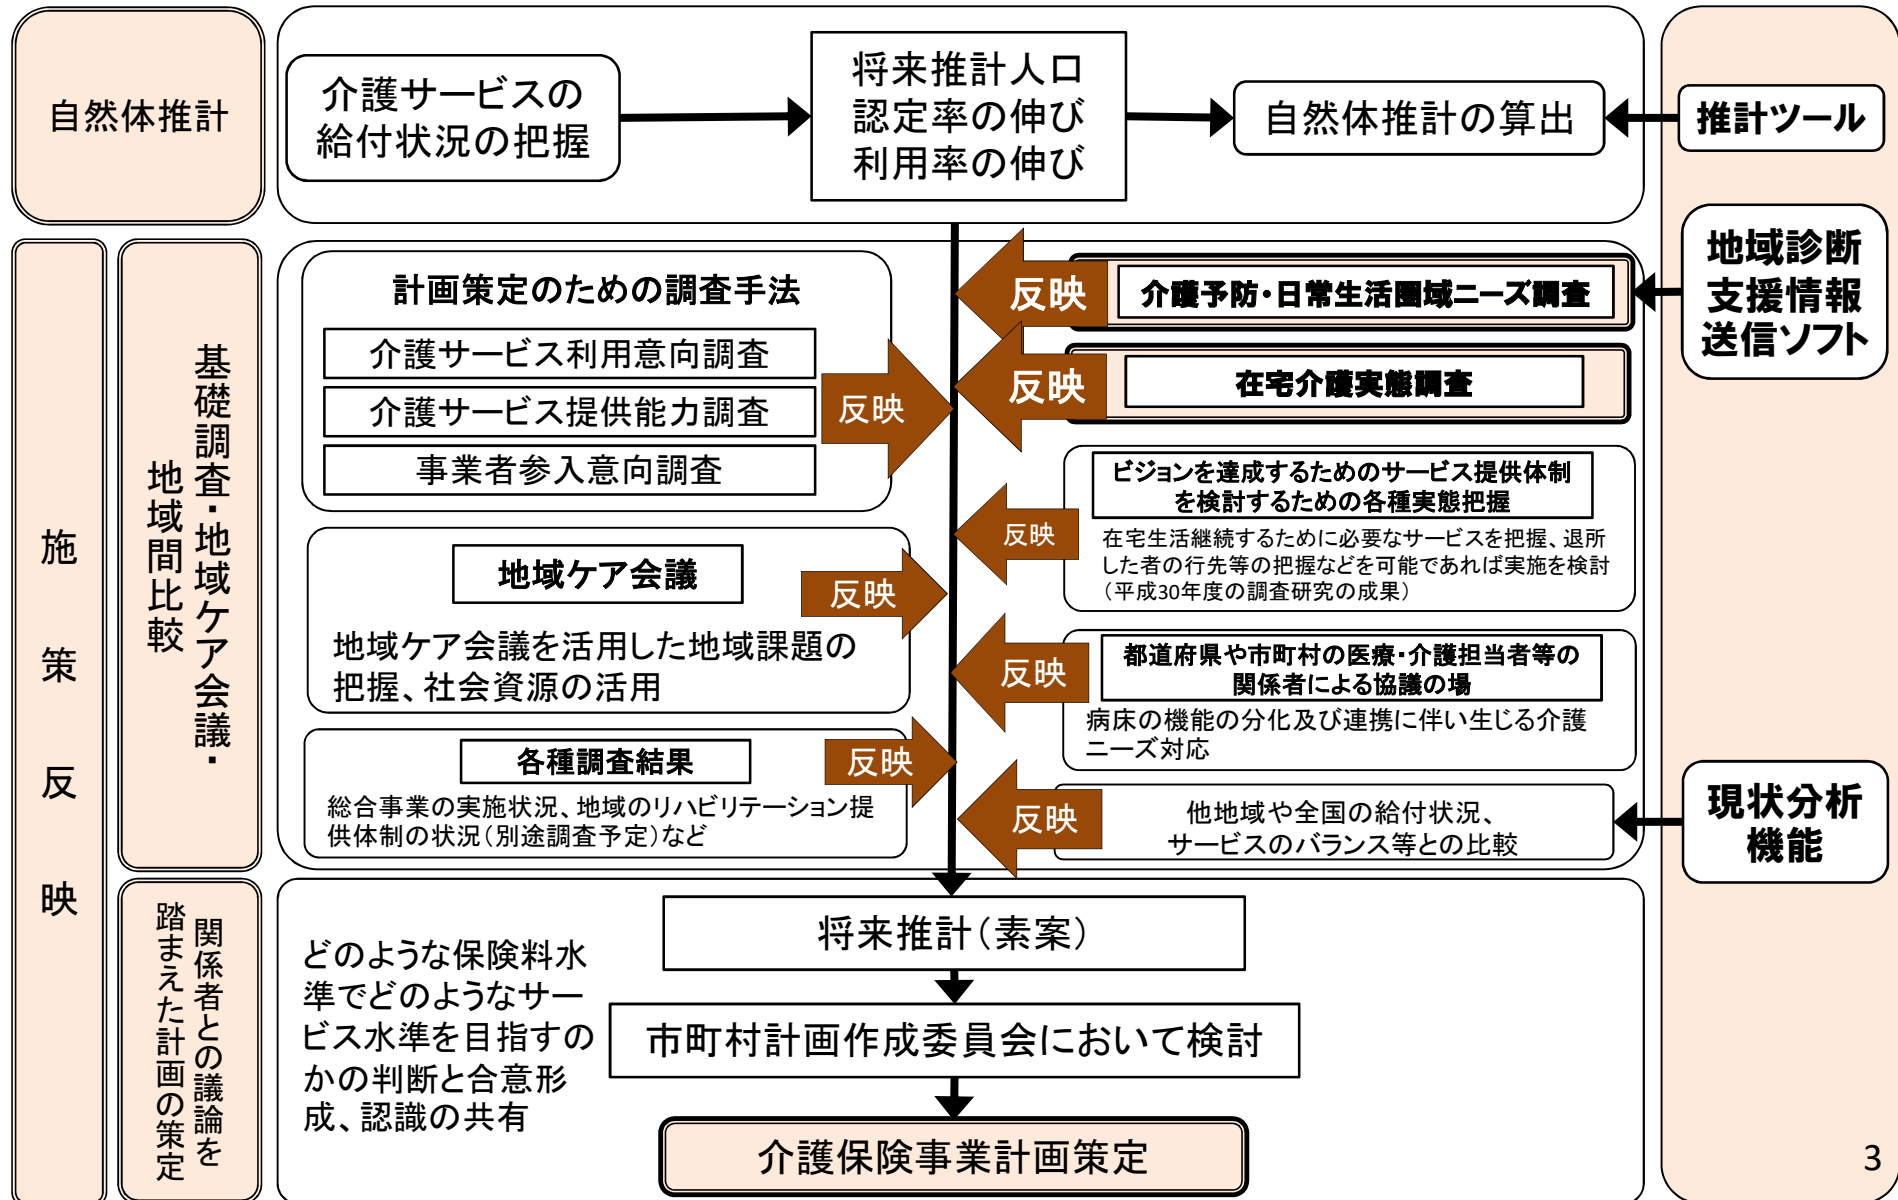 自然体推計
介護サービスの
給付状況の把握
将来推計人口
認定率の伸び
利用率の伸び
自然体推計の算出
推計ツール
施策反映
基礎調査・地域ケア会議・
地域間比較
計画策定のための調査手法
介護サービス利用意向調査
介護サービス提供能力調査
事業者参入意向調査
反映
地域ケア会議
地域ケア会議を活用した地域課題の
把握、社会資源の活用
反映
各種調査結果
総合事業の実施状況、地域のリハビリテーション提
供体制の状況(別途調査予定)など
反映
反映
介護予防・日常生活圏域ニーズ調査
反映
在宅介護実態調査
反映
ビジョンを達成するためのサービス提供体制
を検討するための各種実態把握
在宅生活継続するために必要なサービスを把握、退所
した者の行先等の把握などを可能であれば実施を検討
(平成30年度の調査研究の成果)
反映
都道府県や市町村の医療・介護担当者等の
関係者による協議の場
病床の機能の分化及び連携に伴い生じる介護
ニーズ対応
反映
他地域や全国の給付状況、
サービスのバランス等との比較
地域診断
支援情報
送信ソフト
現状分析
機能
関係者との議論を
踏まえた計画の策定
どのような保険料水
準でどのようなサー
ビス水準を目指すの
かの判断と合意形
成、認識の共有
将来推計(素案)
市町村計画作成委員会において検討
介護保険事業計画策定
3